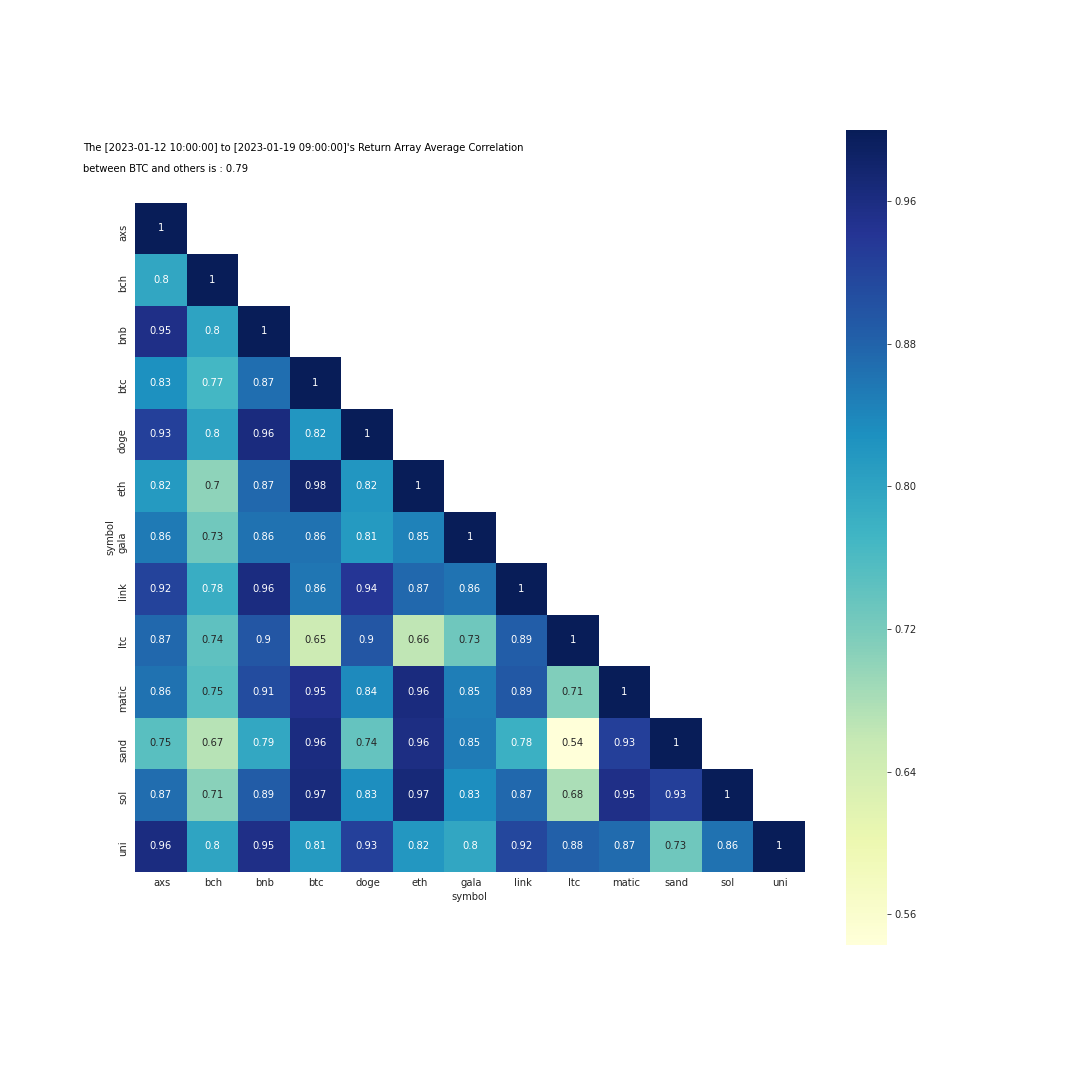 The [2023-01-12 10:00:00] to [2023-01-19 09:00:00]'s Return Array Average Correlation
between BTC and others is : 0.79
axs 1
bch 0.8 1
bnb 0.95 0.8 1
btc 0.83 0.77 0.87 1
doge 0.93 0.8 0.96 0.82 1
eth 0.82 0.7 0.87 0.98 0.82 1
symbol
gala 0.86 0.73 0.86 0.86 0.81 0.85 1
link 0.92 0.78 0.96 0.86 0.94 0.87 0.86 1
ltc 0.87 0.74 0.9 0.65 0.9 0.66 0.73 0.89 1
matic 0.86 0.75 0.91 0.95 0.84 0.96 0.85 0.89 0.71 1
sand 0.75 0.67 0.79 0.96 0.74 0.96 0.85 0.78 0.54 0.93 1
sol 0.87 0.71 0.89 0.97 0.83 0.97 0.83 0.87 0.68 0.95 0.93 1
uni 0.96 0.8 0.95 0.81 0.93 0.82 0.8 0.92 0.88 0.87 0.73 0.86 1
axs bch bnb btc doge eth gala link ltc matic sand sol uni
symbol
0.96
0.88
0.80
0.72
0.64
0.56